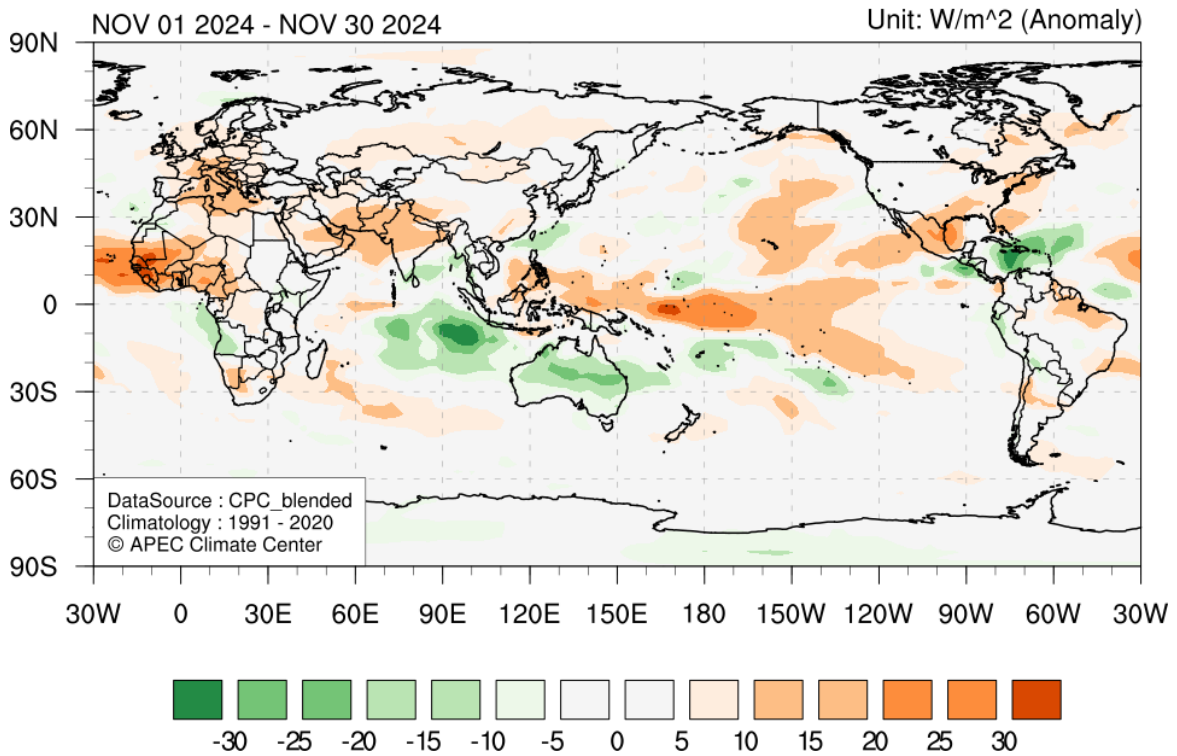 NOV 01 2024 - NOV 30 2024
Unit: W/m^2 (Anomaly)
90N
60N
30N
0
30S
60S
90S
DataSource : CPC_blended
Climatology : 1991 - 2020
© APEC Climate Center
30W 0 30E 60E 90E 120E 150E 180 150W 120W 90W 60W 30W
-30 -25 -20 -15 -10 -5 0 5 10 15 20 25 30